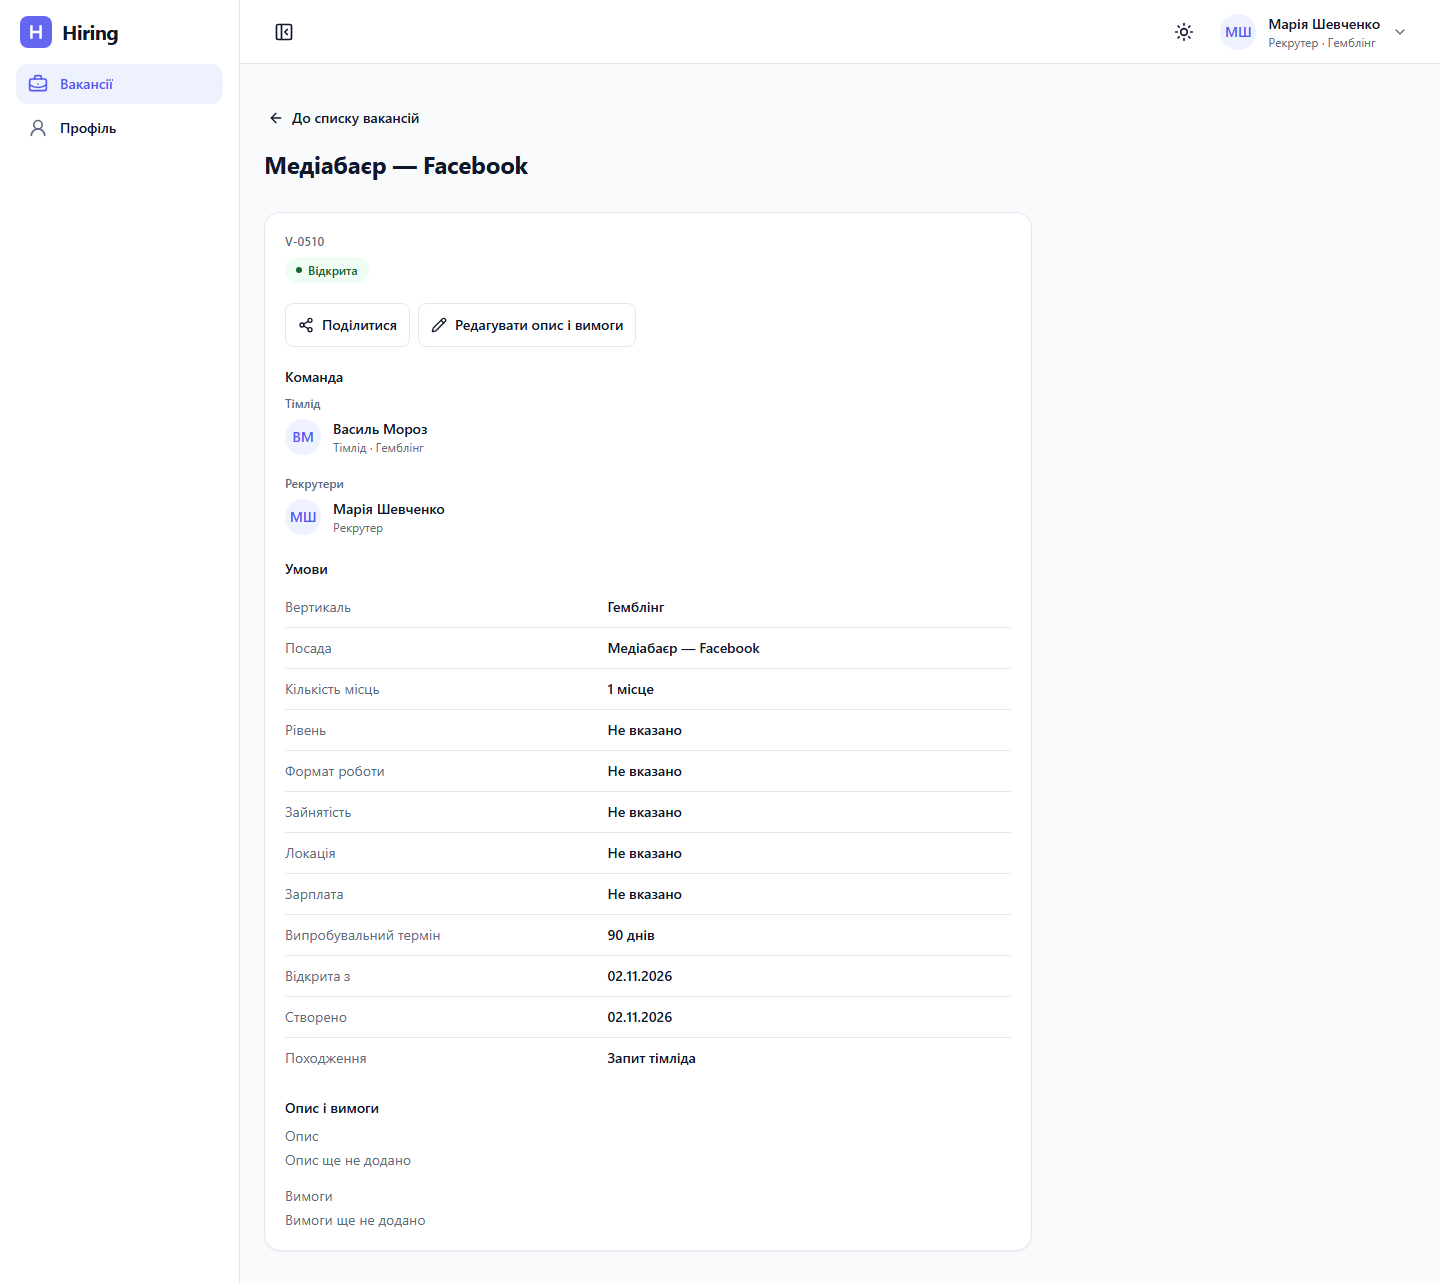 H Hiring
Вакансії
Профіль
МШ
Марія Шевченко
Рекрутер · Гемблінг
До списку вакансій
Медіабаєр — Facebook
V-0510
Відкрита
Поділитися
Редагувати опис і вимоги
Команда
Тімлід
ВМ
Василь Мороз
Тімлід · Гемблінг
Рекрутери
МШ
Марія Шевченко
Рекрутер
Умови
Вертикаль Гемблінг
Посада Медіабаєр — Facebook
Кількість місць 1 місце
Рівень Не вказано
Формат роботи Не вказано
Зайнятість Не вказано
Локація Не вказано
Зарплата Не вказано
Випробувальний термін 90 днів
Відкрита з 02.11.2026
Створено 02.11.2026
Походження Запит тімліда
Опис і вимоги
Опис
Опис ще не додано
Вимоги
Вимоги ще не додано